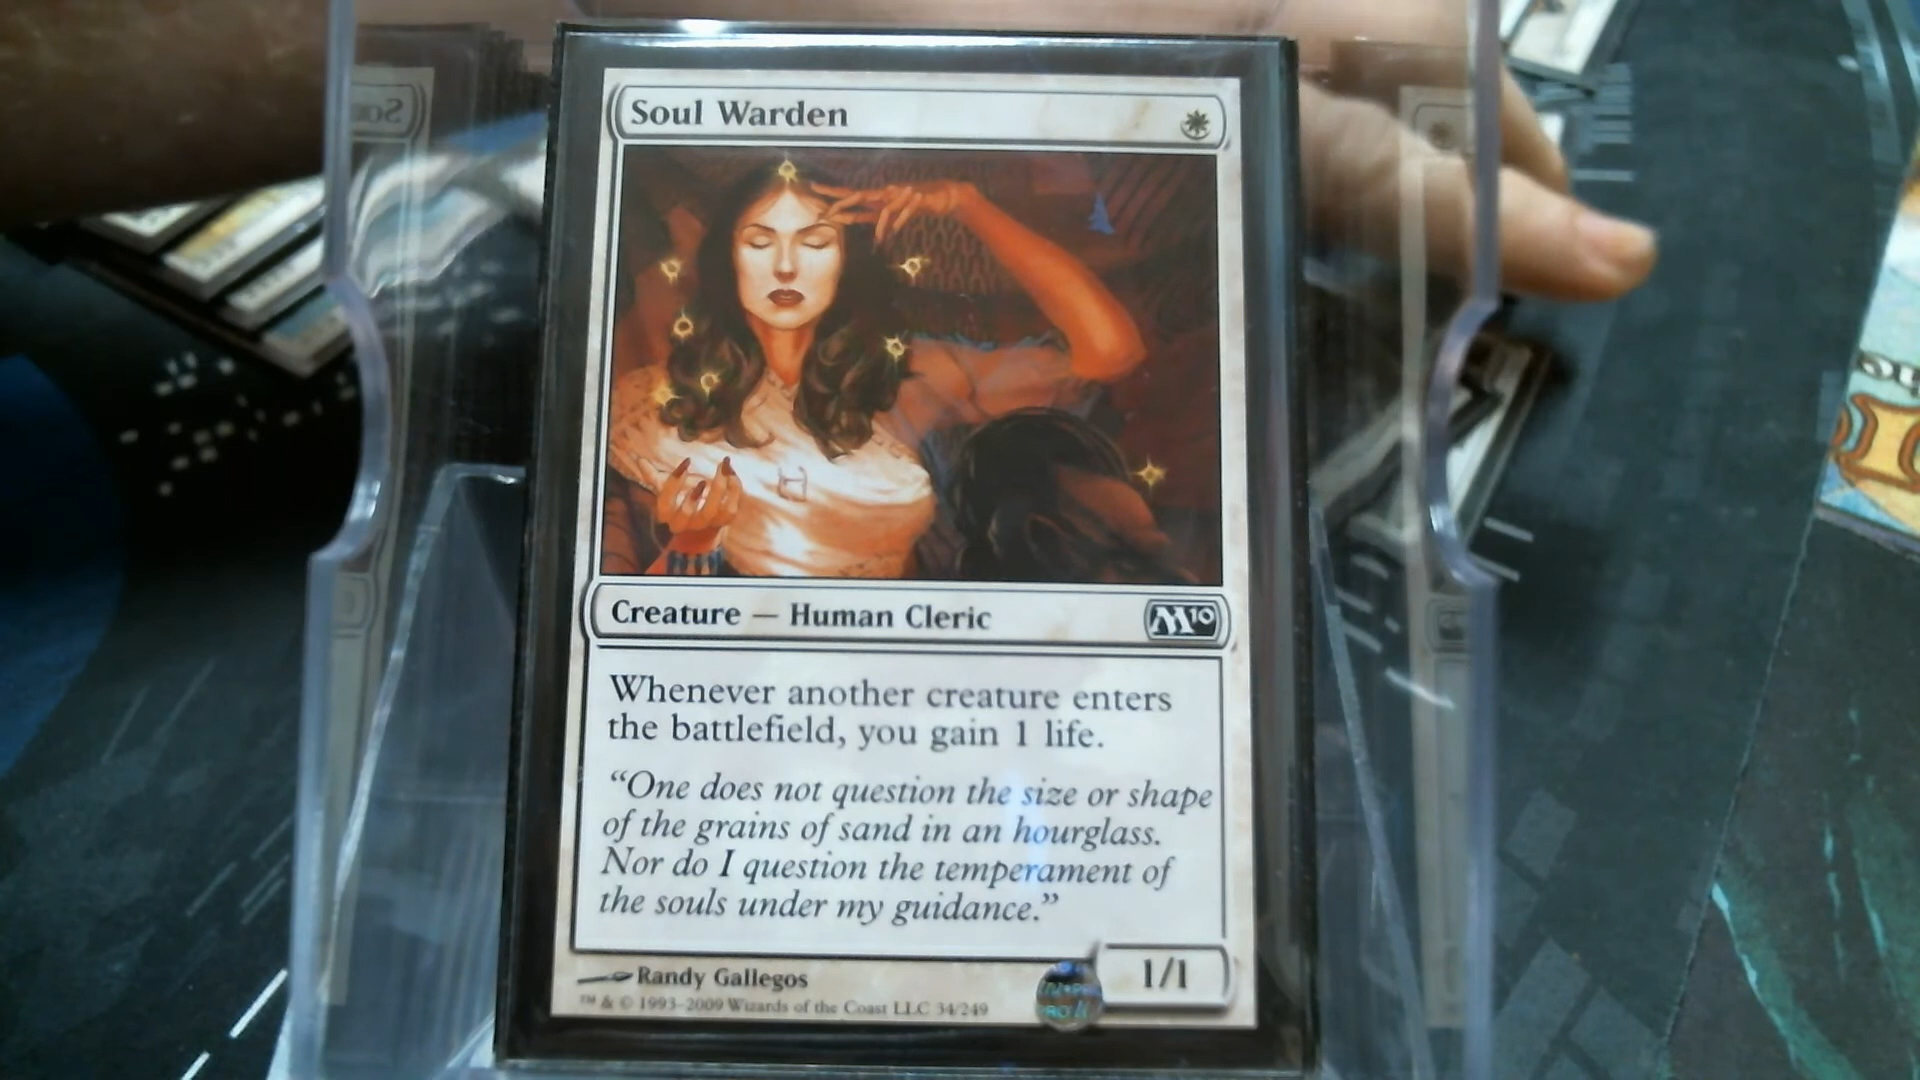 Soul Warden
Creature — Human Cleric
M10
Whenever another creature enters
the battlefield, you gain 1 life.
“One does not question the size or shape
of the grains of sand in an hourglass.
Nor do I question the temperament of
the souls under my guidance.”
Randy Gallegos
1/1
™ & © 1993–2009 Wizards of the Coast LLC 34/249